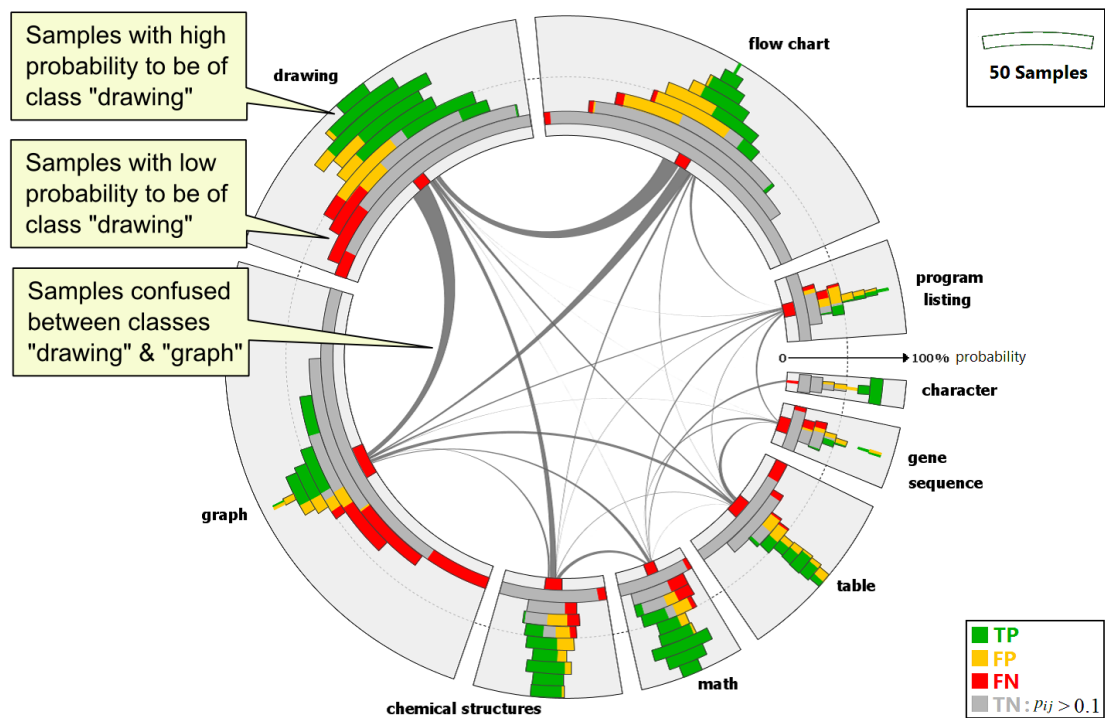 Samples with high
probability to be of
class "drawing"
Samples with low
probability to be of
class "drawing"
Samples confused
between classes
"drawing" & "graph"
drawing
flow chart
50 Samples
program
listing
0
100% probability
character
gene
sequence
table
math
chemical structures
graph
TP
FP
FN
TN : pij > 0.1